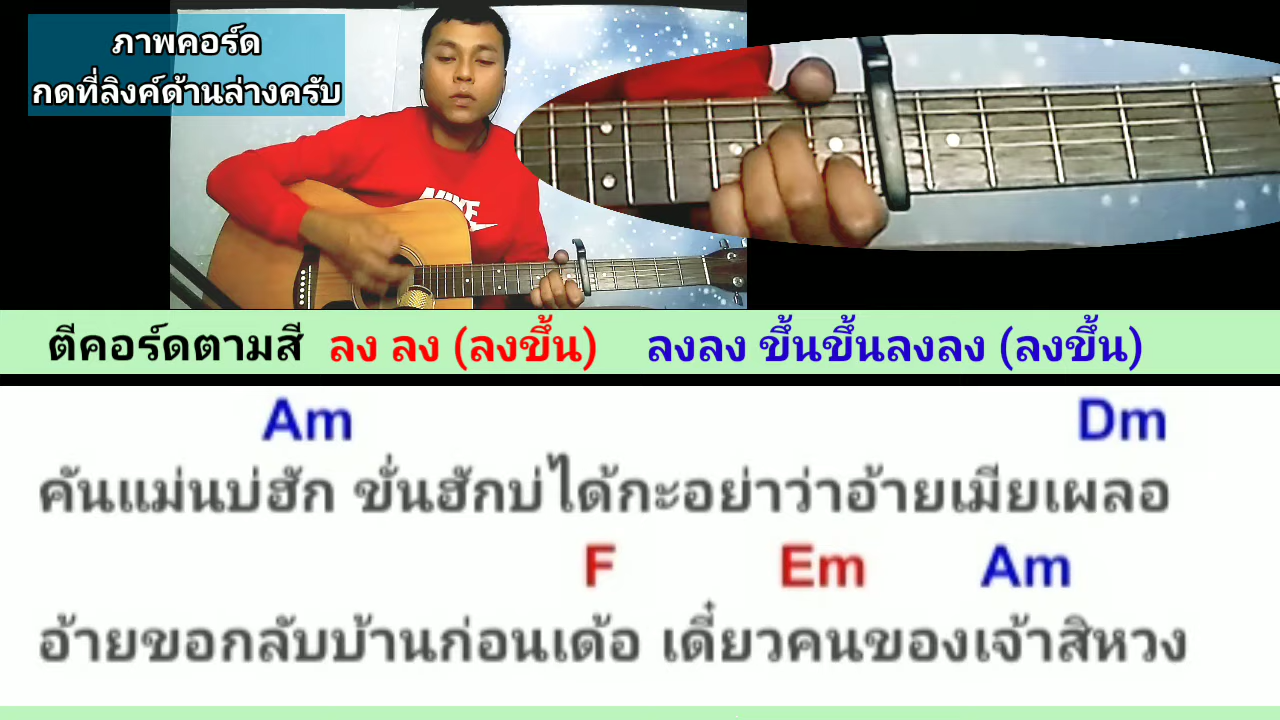 ภาพคอร์ด
กดที่ลิงค์ด้านล่างครับ
NIKE
ตีคอร์ดตามสี ลง ลง (ลงขึ้น) ลงลง ขึ้นขึ้นลงลง (ลงขึ้น)
Am Dm
คันแม่นบ่ฮัก ขั่นฮักบ่ได้กะอย่าว่าอ้ายเมียเผลอ
F Em Am
อ้ายขอกลับบ้านก่อนเด้อ เดี๋ยวคนของเจ้าสิหวง